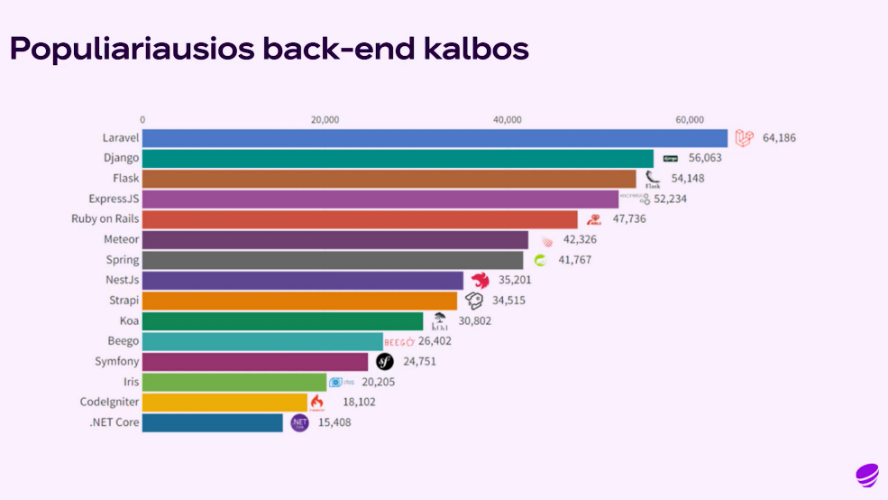 Populiariausios back-end kalbos
0 20,000 40,000 60,000
Laravel 64,186
Django django 56,063
Flask Flask 54,148
ExpressJS 52,234
Ruby on Rails 47,736
Meteor 42,326
Spring 41,767
NestJs 35,201
Strapi 34,515
Koa koa 30,802
Beego BEEGO 26,402
Symfony sf 24,751
Iris 20,205
CodeIgniter 18,102
.NET Core .NET Core 15,408